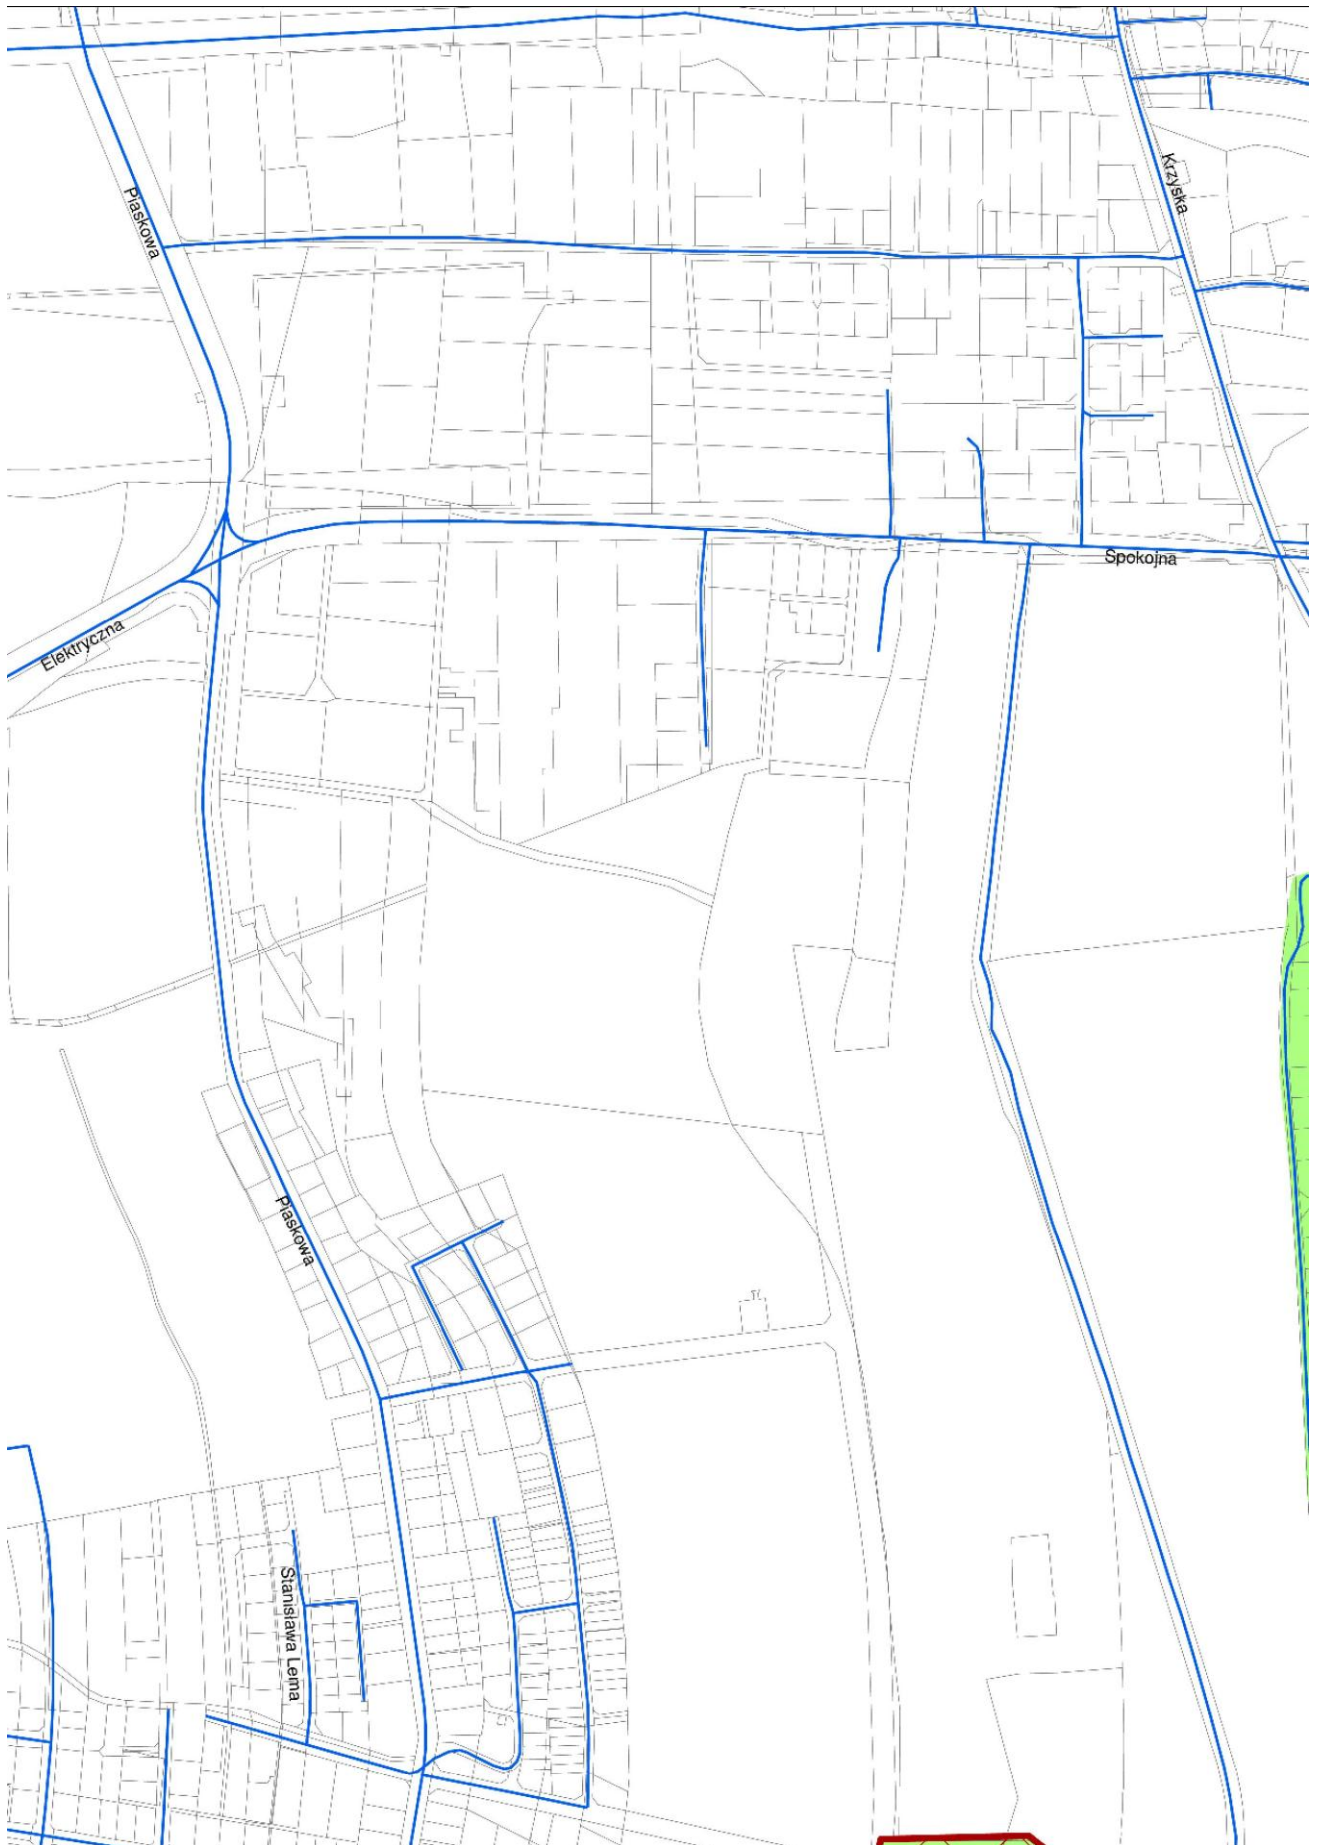 Krzyska
Piaskowa
Spokojna
Elektryczna
Piaskowa
Stanisława Lema